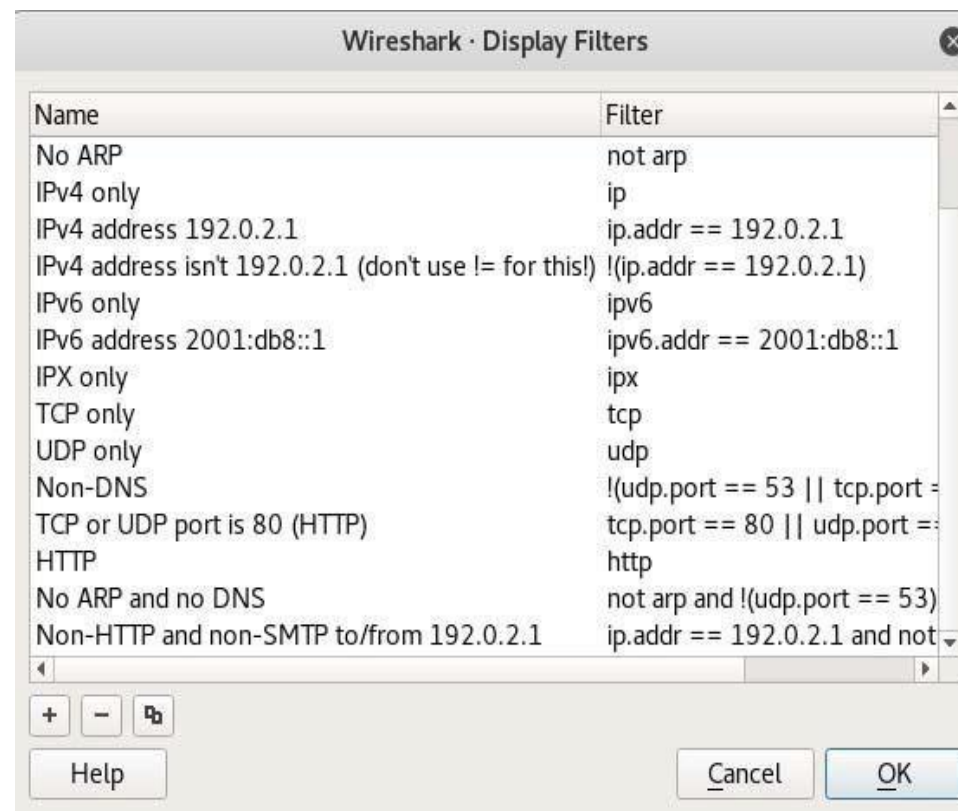 Wireshark · Display Filters
Name Filter
No ARP not arp
IPv4 only ip
IPv4 address 192.0.2.1 ip.addr == 192.0.2.1
IPv4 address isn't 192.0.2.1 (don't use != for this!) !(ip.addr == 192.0.2.1)
IPv6 only ipv6
IPv6 address 2001:db8::1 ipv6.addr == 2001:db8::1
IPX only ipx
TCP only tcp
UDP only udp
Non-DNS !(udp.port == 53 || tcp.port =
TCP or UDP port is 80 (HTTP) tcp.port == 80 || udp.port ==
HTTP http
No ARP and no DNS not arp and !(udp.port == 53)
Non-HTTP and non-SMTP to/from 192.0.2.1 ip.addr == 192.0.2.1 and not
Help Cancel OK